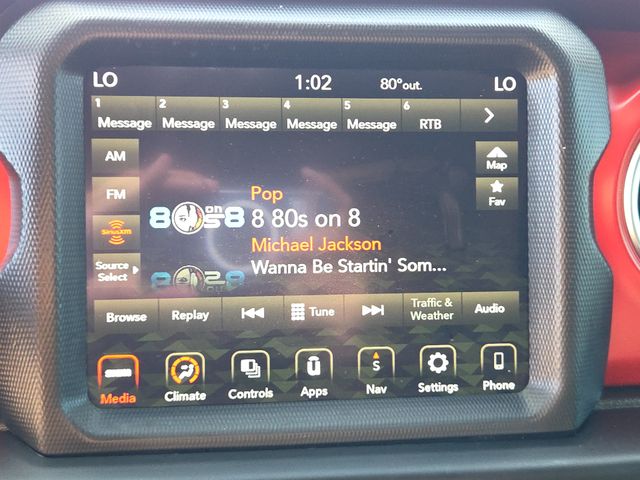 LO 1:02 80°out. LO
1 2 3 4 5 6
Message Message Message Message Message RTB
AM
FM
SiriusXM
Source
Select
Map
Fav
80s on 8
Pop
8 80s on 8
Michael Jackson
Wanna Be Startin' Som...
Browse Replay Tune Traffic &
Weather Audio
Media Climate Controls Apps S Nav Settings Phone